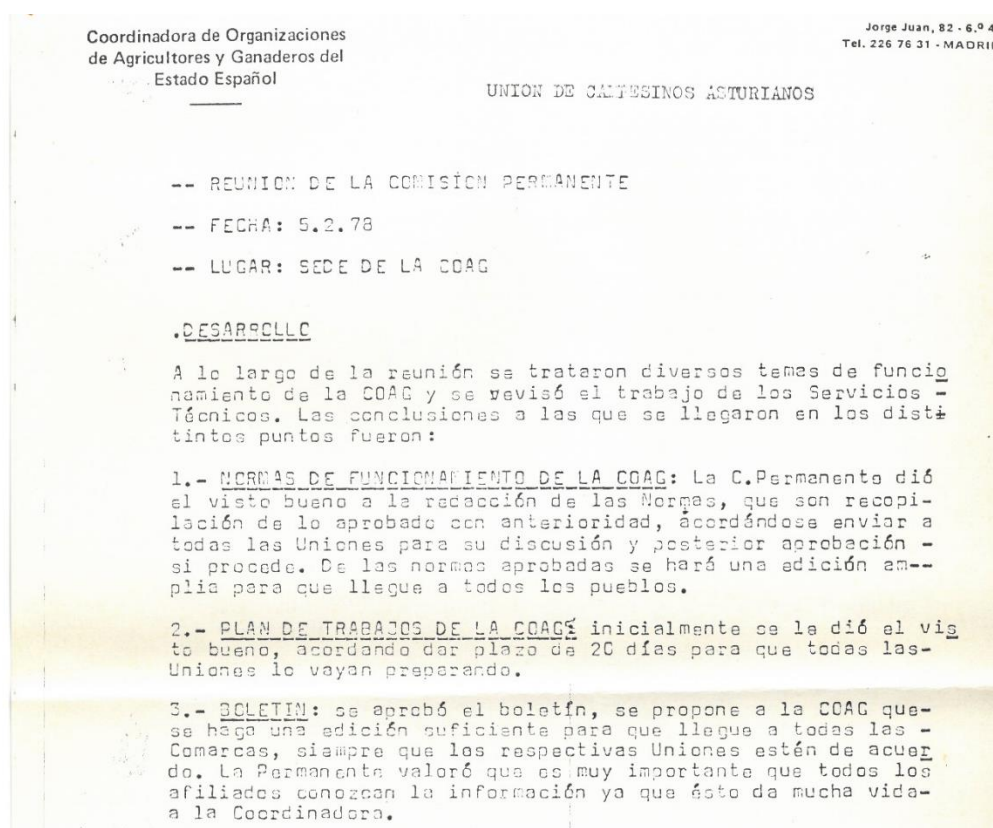 Coordinadora de Organizaciones
de Agricultores y Ganaderos del
Estado Español
Jorge Juan, 82 - 6.º 4
Tel. 226 76 31 - MADRI
UNION DE CAMPESINOS ASTURIANOS
-- REUNION DE LA COMISÍON PERMANENTE
-- FECHA: 5.2.78
-- LUGAR: SEDE DE LA COAG
.DESARROLLO
A lo largo de la reunión se trataron diversos temas de funcio
namiento de la COAG y se revisó el trabajo de los Servicios -
Técnicos. Las conclusiones a las que se llegaron en los disti
tintos puntos fueron:
1.- NORMAS DE FUNCIONAMIENTO DE LA COAG: La C.Permanente dió
el visto bueno a la redacción de las Normas, que son recopi-
lación de lo aprobado con anterioridad, ácordándose enviar a
todas las Uniones para su discusión y posterior aprobación -
si procede. De las normas aprobadas se hará una edición am--
plia para que llegue a todos los pueblos.
2.- PLAN DE TRABAJOS DE LA COAG: inicialmente se le dió el vis
to bueno, acordando dar plazo de 20 días para que todas las-
Uniones lo vayan preparando.
3.- BOLETIN: se aprobó el boletín, se propone a la COAG que-
se haga una edición suficiente para que llegue a todas las -
Comarcas, siempre que los respectivas Uniones estén de acuer
do. La Permanente valoró que es muy importante que todos los
afiliados conozcan la información ya que ésto da mucha vida-
a la Coordinadora.